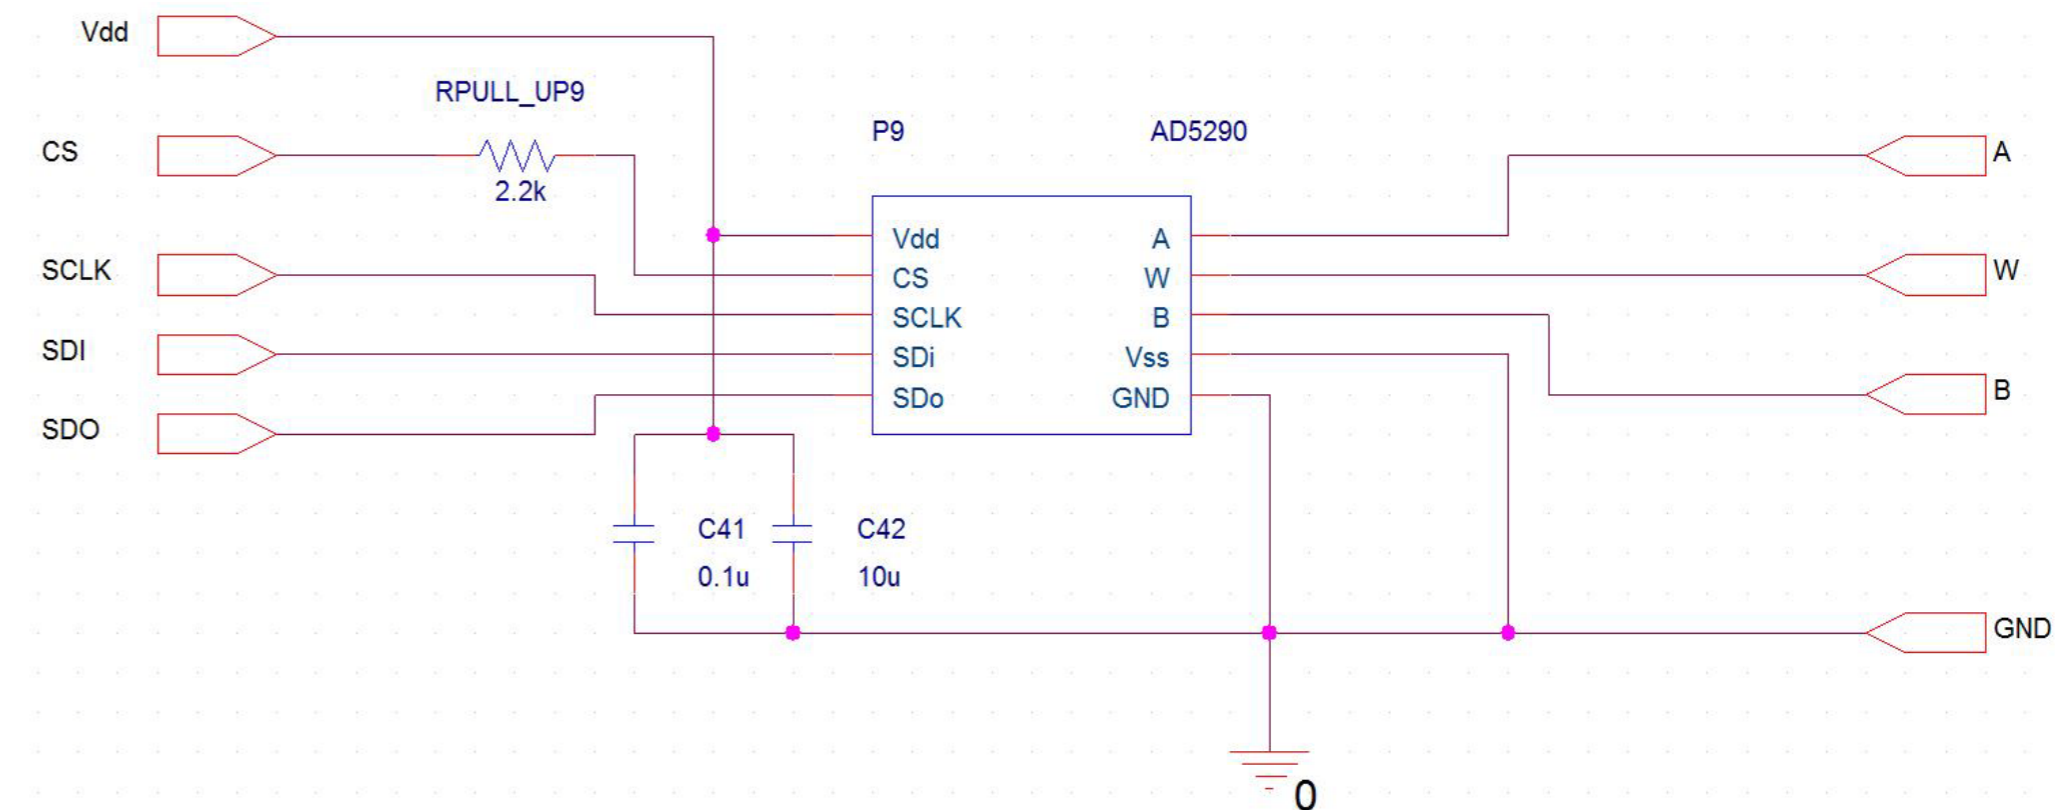 Vdd
RPULL_UP9
CS
2.2k
SCLK
SDI
SDO
P9
AD5290
Vdd
CS
SCLK
SDi
SDo
A
W
B
Vss
GND
A
W
B
C41
0.1u
C42
10u
GND
0